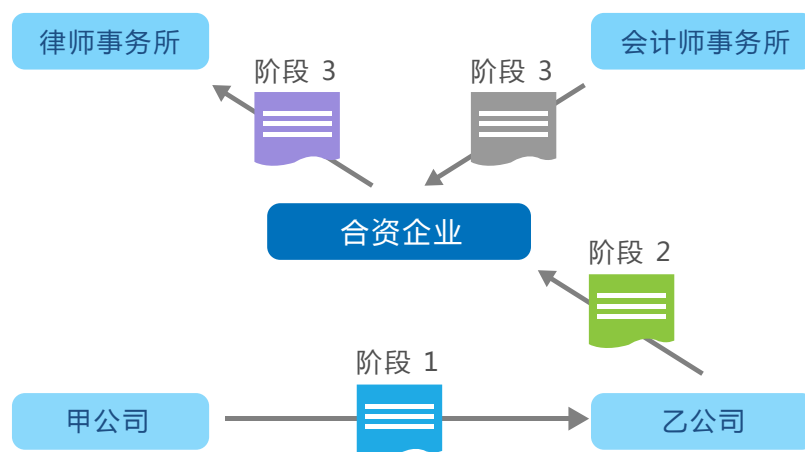 律师事务所
会计师事务所
阶段 3
阶段 3
合资企业
阶段 2
阶段 1
甲公司
乙公司